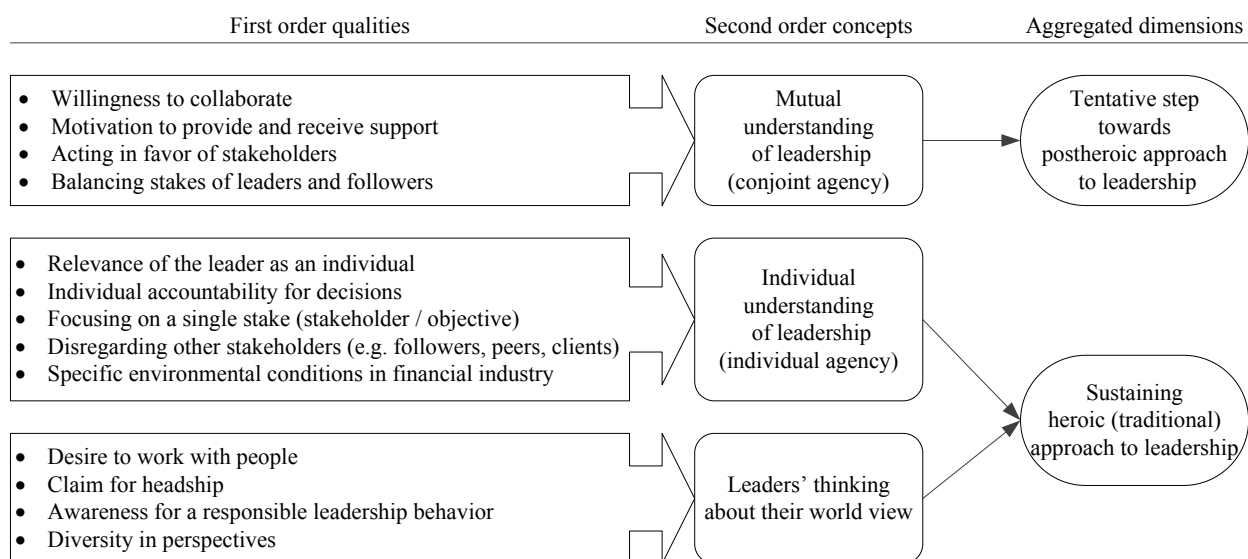 First order qualities
Second order concepts
Aggregated dimensions
• Willingness to collaborate
• Motivation to provide and receive support
• Acting in favor of stakeholders
• Balancing stakes of leaders and followers
Mutual
understanding
of leadership
(conjoint agency)
Tentative step
towards
postheroic approach
to leadership
• Relevance of the leader as an individual
• Individual accountability for decisions
• Focusing on a single stake (stakeholder / objective)
• Disregarding other stakeholders (e.g. followers, peers, clients)
• Specific environmental conditions in financial industry
Individual
understanding
of leadership
(individual agency)
Sustaining
heroic (traditional)
approach to leadership
• Desire to work with people
• Claim for headship
• Awareness for a responsible leadership behavior
• Diversity in perspectives
Leaders’ thinking
about their world view